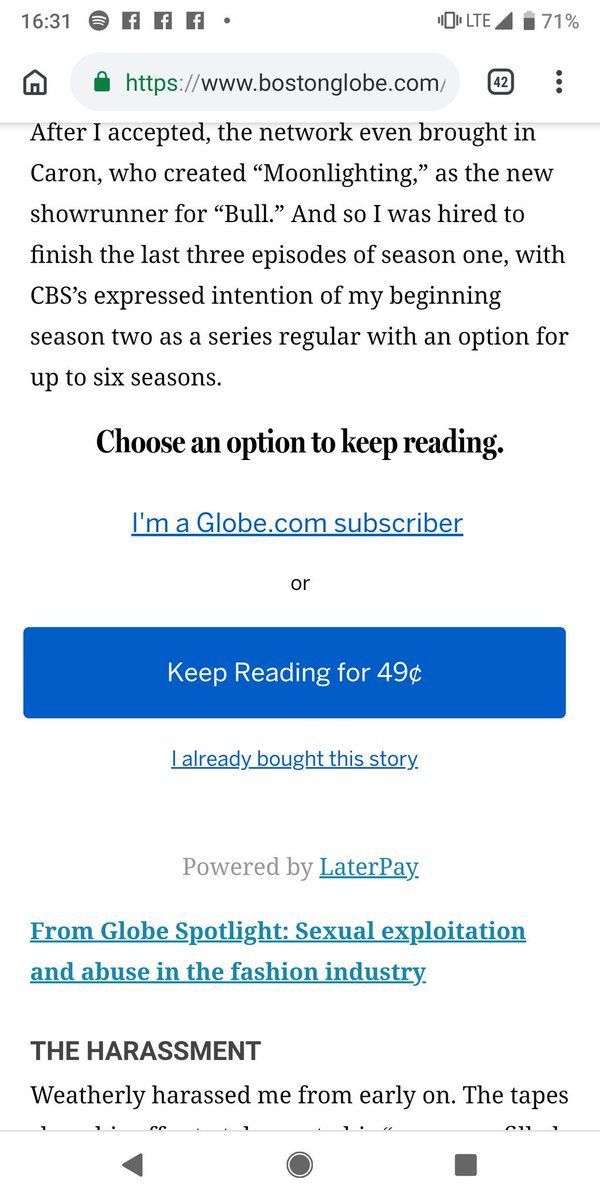 16:31 LTE 71%
https://www.bostonglobe.com/ 42
After I accepted, the network even brought in
Caron, who created “Moonlighting,” as the new
showrunner for “Bull.” And so I was hired to
finish the last three episodes of season one, with
CBS’s expressed intention of my beginning
season two as a series regular with an option for
up to six seasons.
Choose an option to keep reading.
I'm a Globe.com subscriber
or
Keep Reading for 49¢
I already bought this story
Powered by LaterPay
From Globe Spotlight: Sexual exploitation
and abuse in the fashion industry
THE HARASSMENT
Weatherly harassed me from early on. The tapes